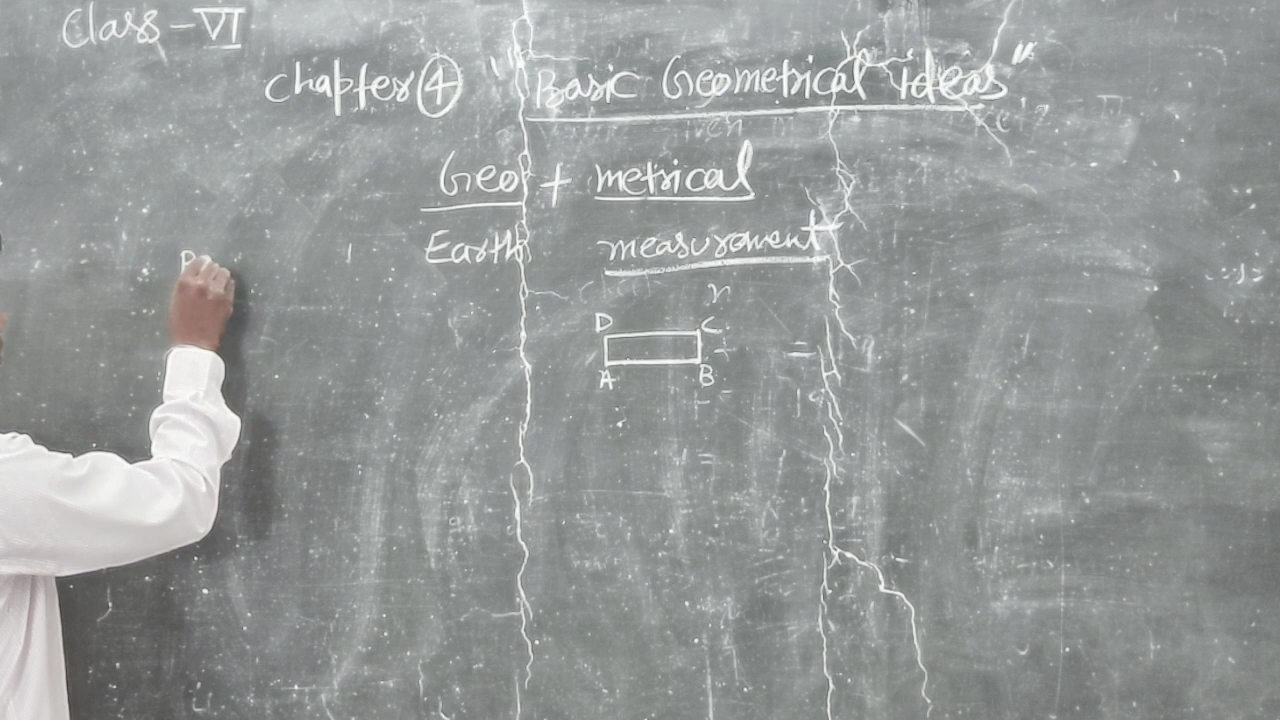 Class - VI
Chapter 4 "Basic Geometrical ideas"
Geo + metrical
Earth measurement
D C
A B